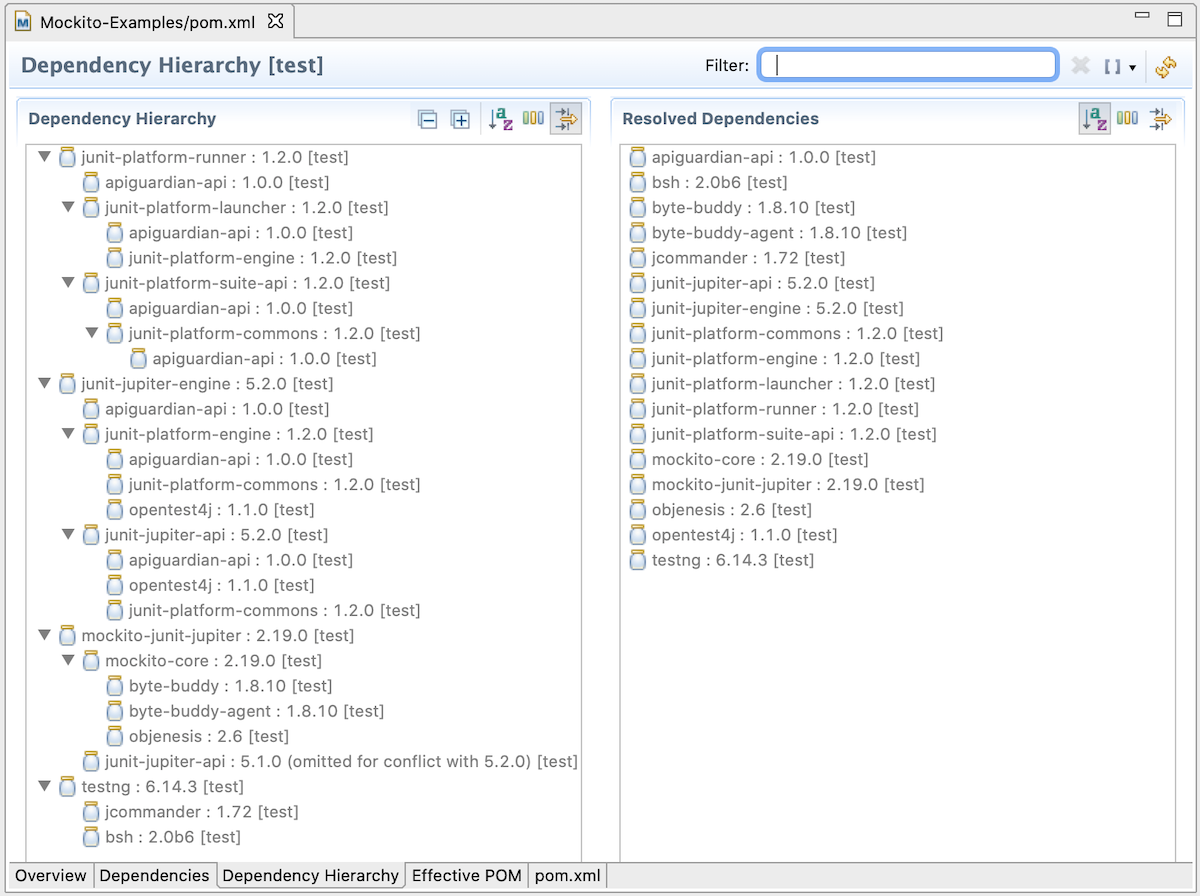 Mockito-Examples/pom.xml
Dependency Hierarchy [test]
Filter:
Dependency Hierarchy
junit-platform-runner : 1.2.0 [test]
apiguardian-api : 1.0.0 [test]
junit-platform-launcher : 1.2.0 [test]
apiguardian-api : 1.0.0 [test]
junit-platform-engine : 1.2.0 [test]
junit-platform-suite-api : 1.2.0 [test]
apiguardian-api : 1.0.0 [test]
junit-platform-commons : 1.2.0 [test]
apiguardian-api : 1.0.0 [test]
junit-jupiter-engine : 5.2.0 [test]
apiguardian-api : 1.0.0 [test]
junit-platform-engine : 1.2.0 [test]
apiguardian-api : 1.0.0 [test]
junit-platform-commons : 1.2.0 [test]
opentest4j : 1.1.0 [test]
junit-jupiter-api : 5.2.0 [test]
apiguardian-api : 1.0.0 [test]
opentest4j : 1.1.0 [test]
junit-platform-commons : 1.2.0 [test]
mockito-junit-jupiter : 2.19.0 [test]
mockito-core : 2.19.0 [test]
byte-buddy : 1.8.10 [test]
byte-buddy-agent : 1.8.10 [test]
objenesis : 2.6 [test]
junit-jupiter-api : 5.1.0 (omitted for conflict with 5.2.0) [test]
testng : 6.14.3 [test]
jcommander : 1.72 [test]
bsh : 2.0b6 [test]
Resolved Dependencies
apiguardian-api : 1.0.0 [test]
bsh : 2.0b6 [test]
byte-buddy : 1.8.10 [test]
byte-buddy-agent : 1.8.10 [test]
jcommander : 1.72 [test]
junit-jupiter-api : 5.2.0 [test]
junit-jupiter-engine : 5.2.0 [test]
junit-platform-commons : 1.2.0 [test]
junit-platform-engine : 1.2.0 [test]
junit-platform-launcher : 1.2.0 [test]
junit-platform-runner : 1.2.0 [test]
junit-platform-suite-api : 1.2.0 [test]
mockito-core : 2.19.0 [test]
mockito-junit-jupiter : 2.19.0 [test]
objenesis : 2.6 [test]
opentest4j : 1.1.0 [test]
testng : 6.14.3 [test]
Overview Dependencies Dependency Hierarchy Effective POM pom.xml